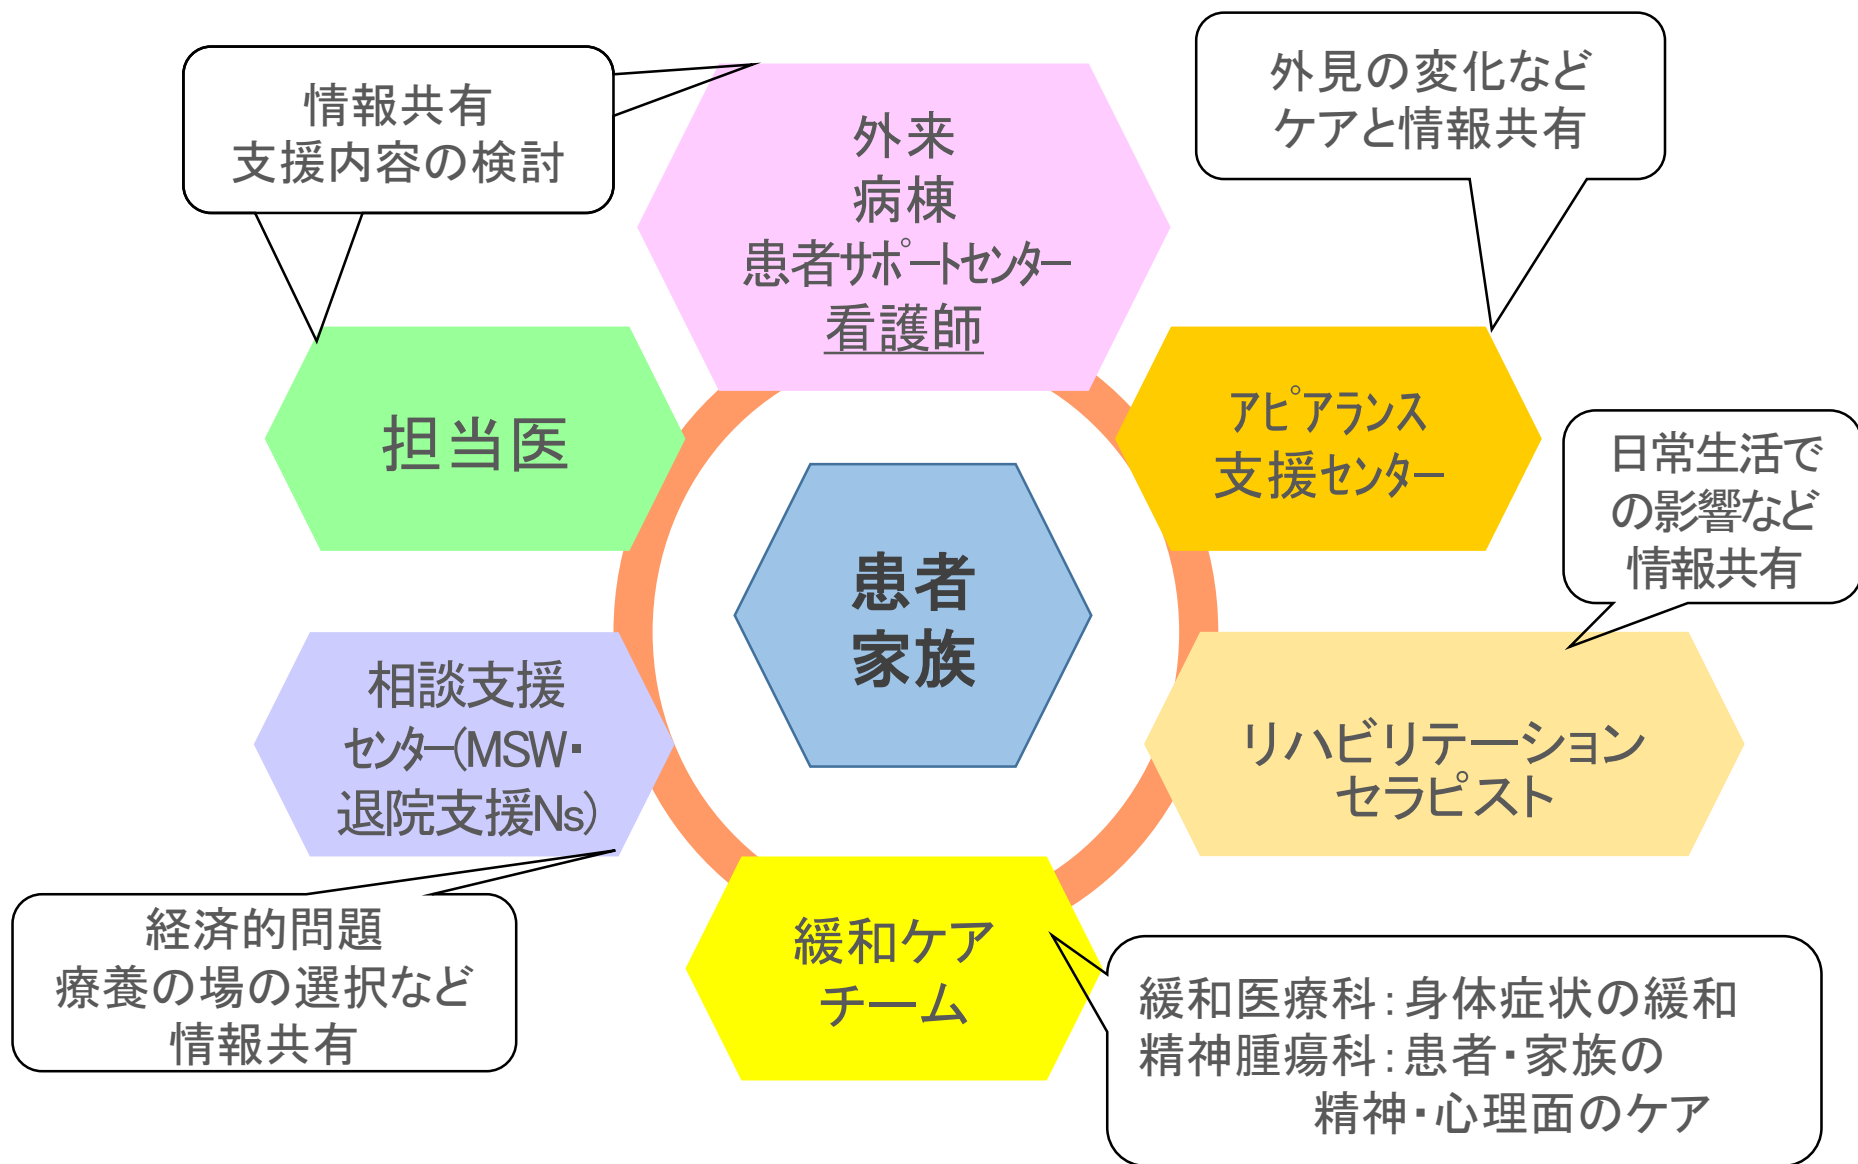 情報共有
支援内容の検討
外来
病棟
患者サポートセンター
看護師
外見の変化など
ケアと情報共有
担当医
アピアランス
支援センター
日常生活で
の影響など
情報共有
患者
家族
相談支援
センター(MSW・
退院支援Ns)
リハビリテーション
セラピスト
経済的問題
療養の場の選択など
情報共有
緩和ケア
チーム
緩和医療科:身体症状の緩和
精神腫瘍科:患者・家族の
精神・心理面のケア